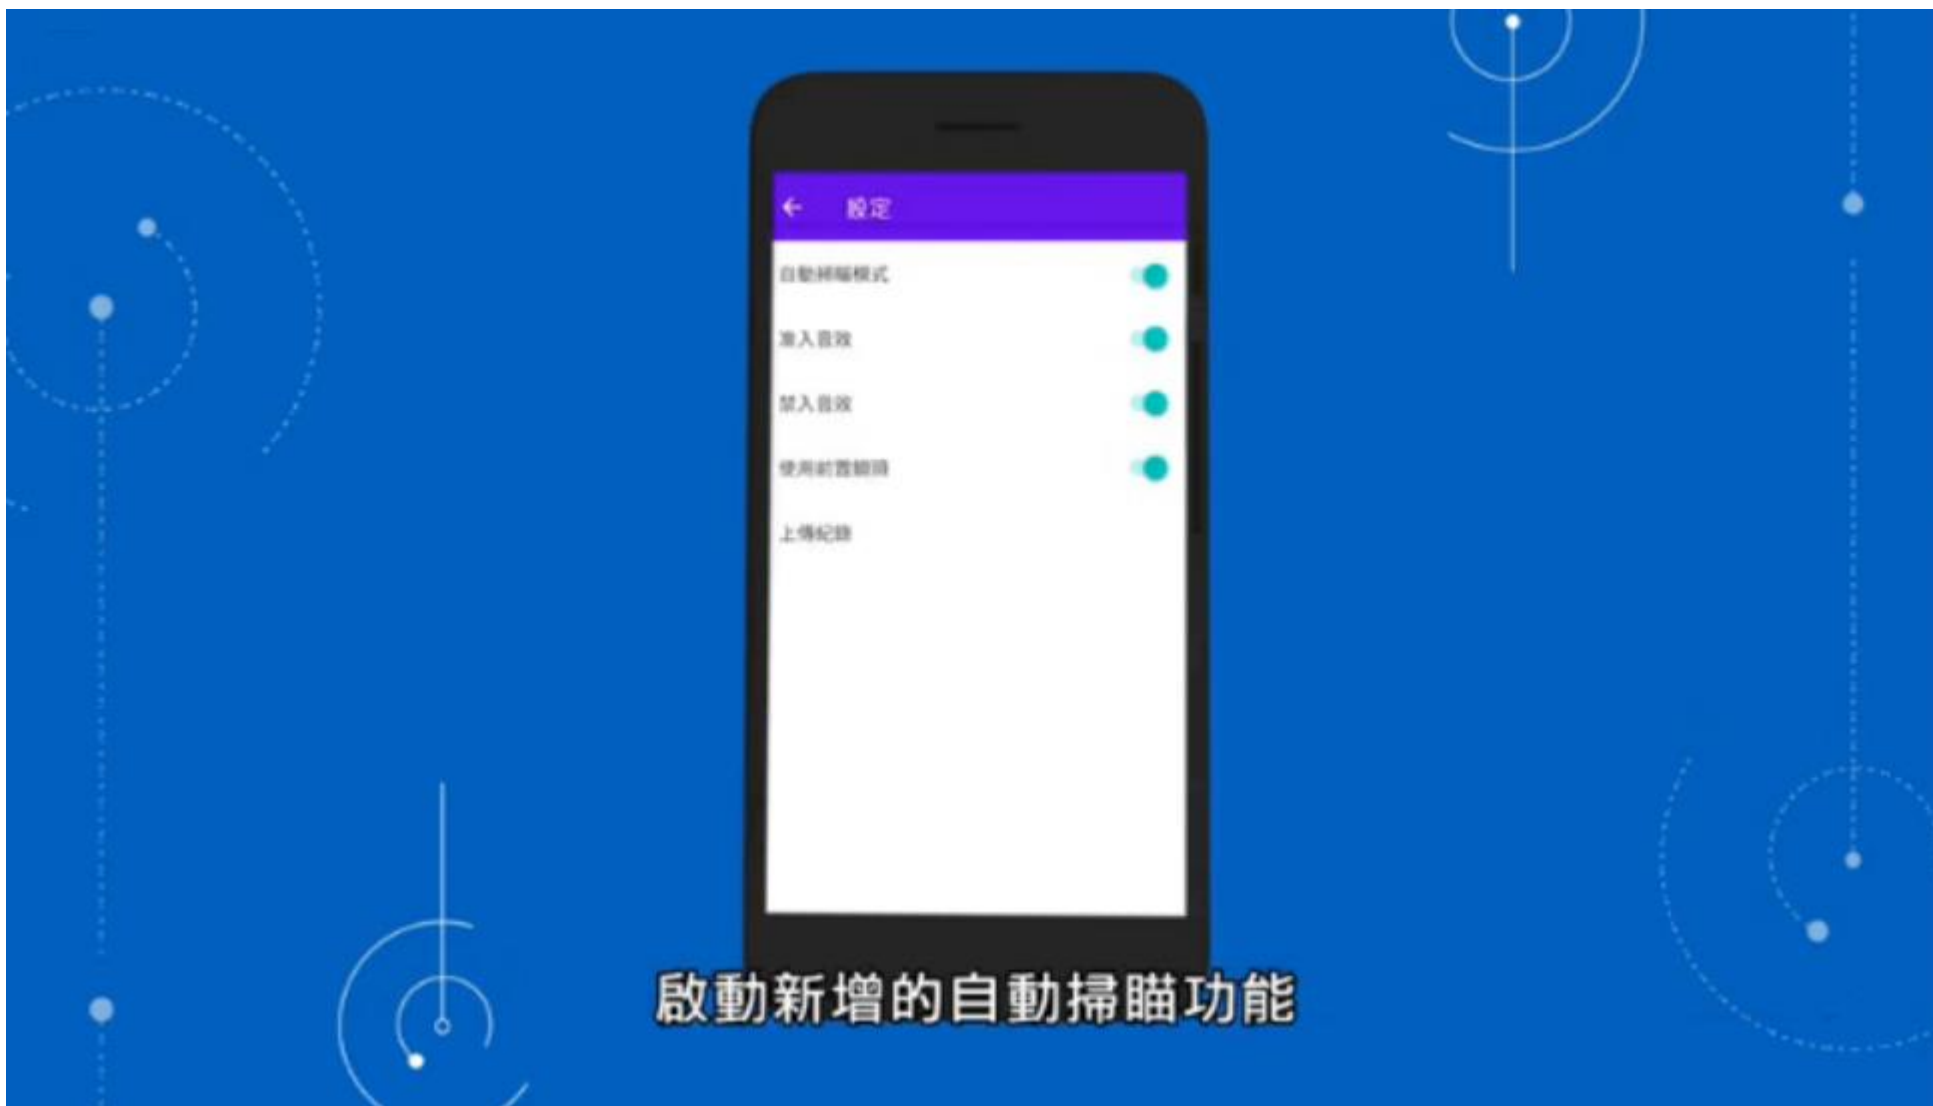 設定
自動掃瞄模式
准入音效
禁入音效
使用前置鏡頭
上傳紀錄
啟動新增的自動掃瞄功能